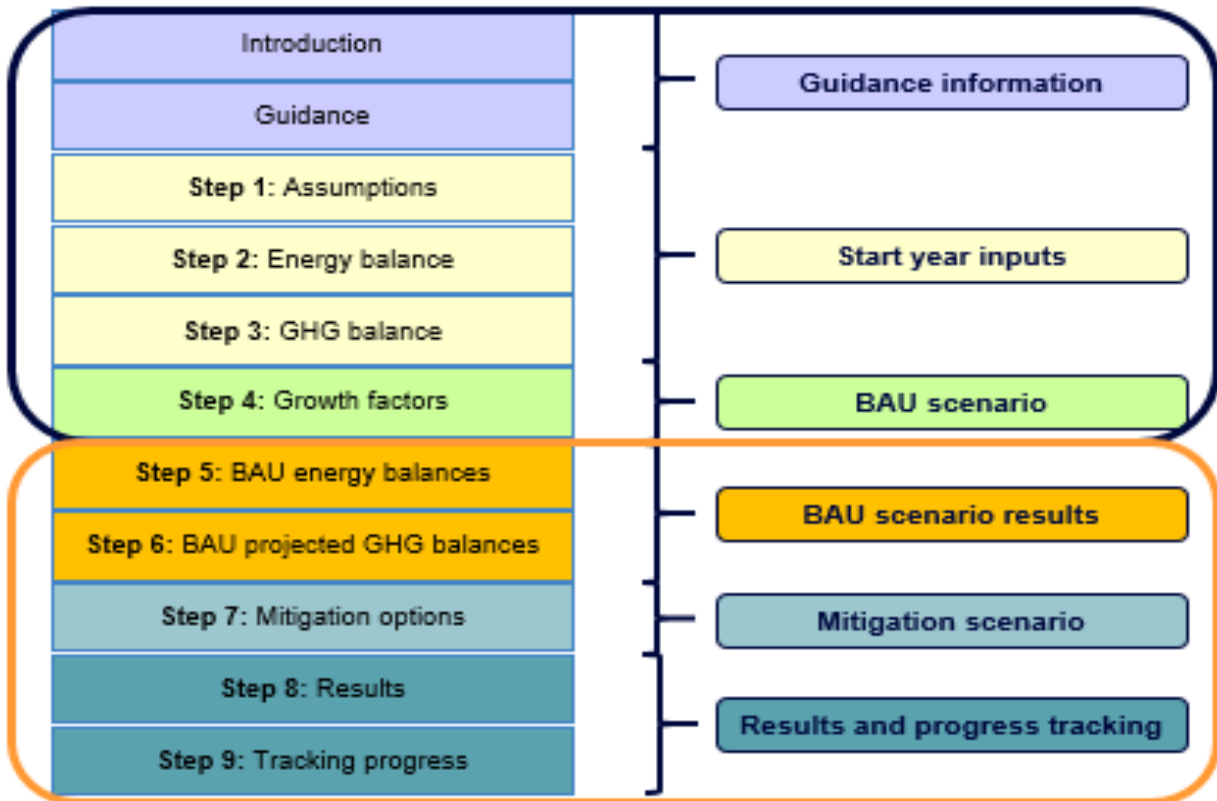 Introduction
Guidance
Guidance information
Step 1: Assumptions
Step 2: Energy balance
Step 3: GHG balance
Start year inputs
Step 4: Growth factors
BAU scenario
Step 5: BAU energy balances
Step 6: BAU projected GHG balances
BAU scenario results
Step 7: Mitigation options
Mitigation scenario
Step 8: Results
Step 9: Tracking progress
Results and progress tracking